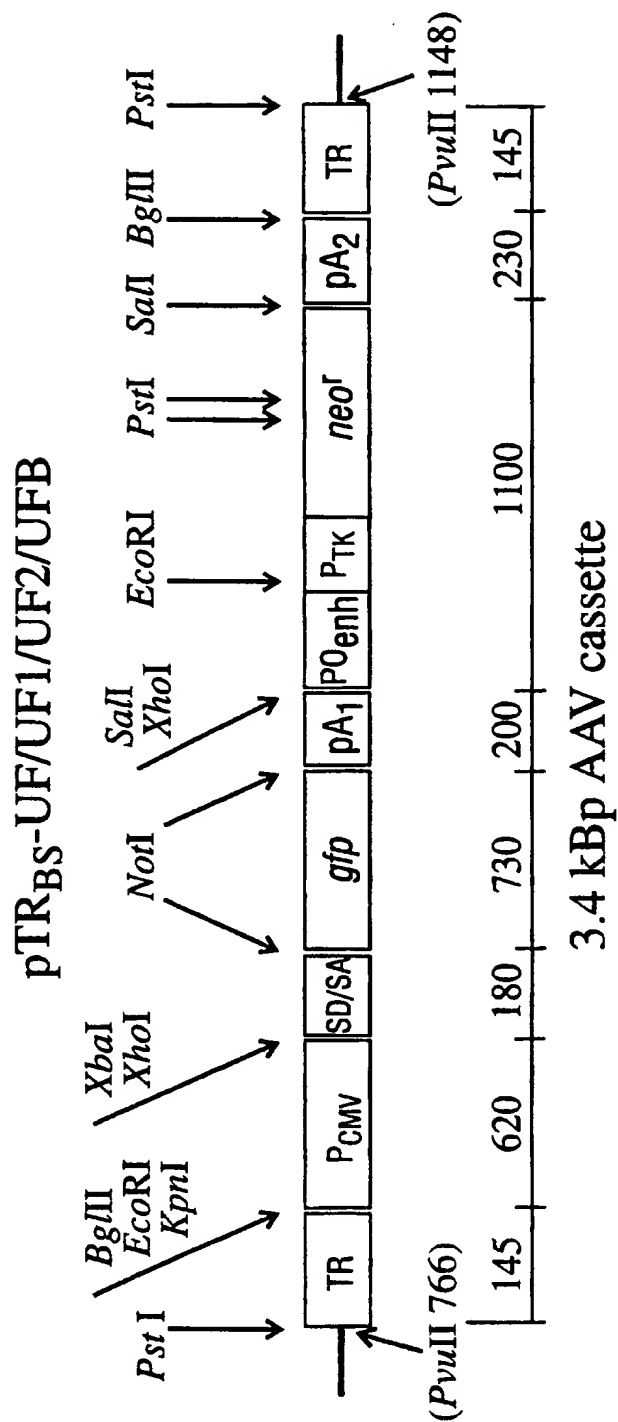 pTRBS-UF/UF1/UF2/UFB
Pst I
BglII
EcoRI
KpnI
XbaI
XhoI
NotI
SalI
XhoI
EcoRI
PstI
SalI
BglII
PstI
TR
PCMV
SD/SA
gfp
pA1
POenh
PTK
neor
pA2
TR
(PvuII 766)
(PvuII 1148)
145
620
180
730
200
1100
230
145
3.4 kBp AAV cassette